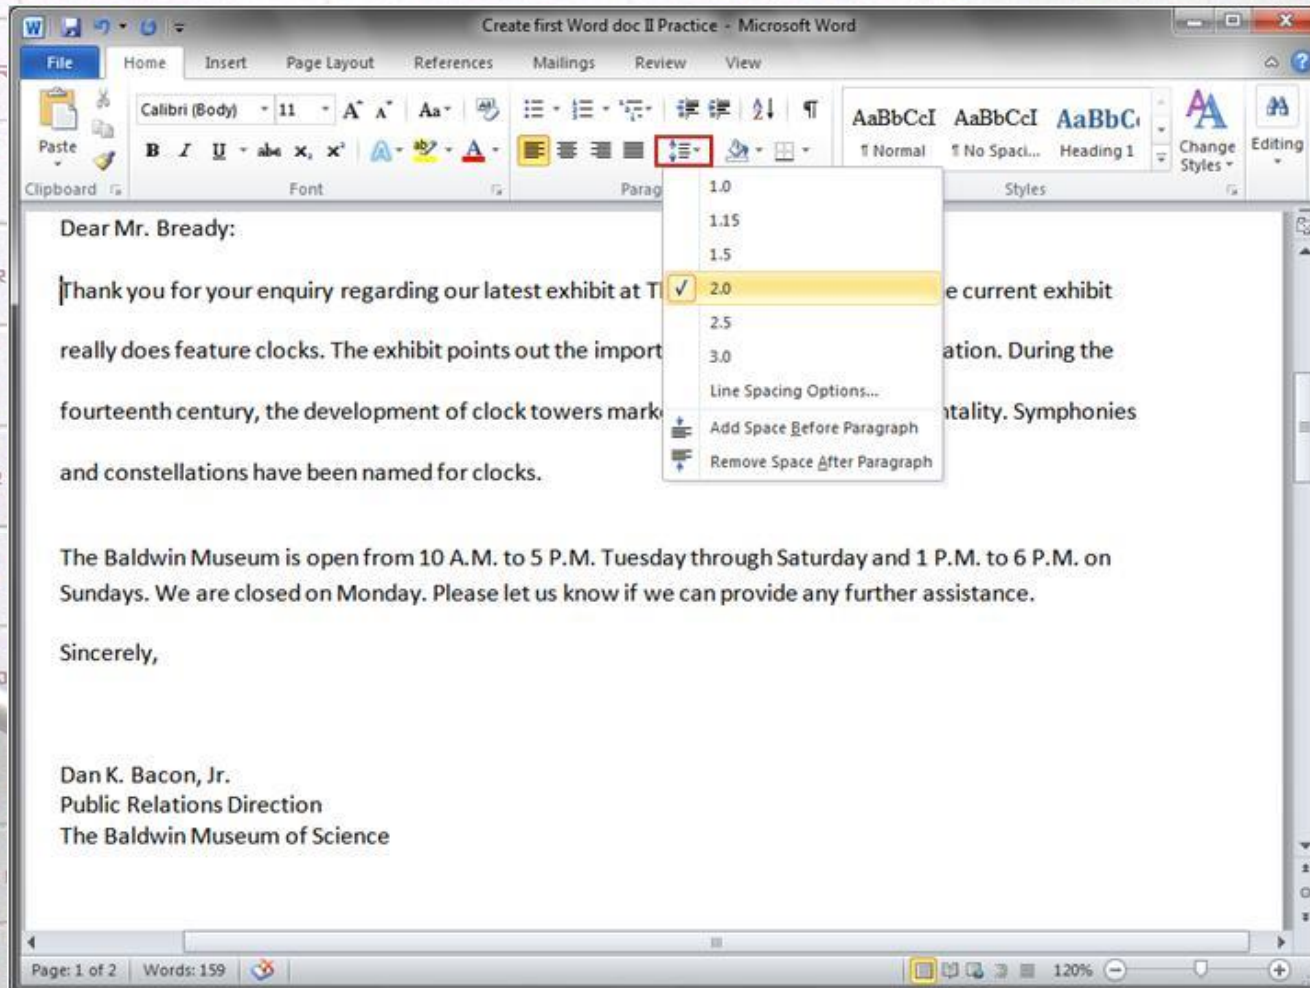 Create first Word doc II Practice - Microsoft Word
File Home Insert Page Layout References Mailings Review View
Calibri (Body) 11 A A Aa
Paste B I U abc x₂ x² A ab A
AaBbCcI AaBbCcI AaBbC
¶ Normal ¶ No Spaci... Heading 1
Change Styles
Editing
Clipboard Font Parag Styles
1.0
1.15
1.5
2.0
2.5
3.0
Line Spacing Options...
Add Space Before Paragraph
Remove Space After Paragraph
Dear Mr. Bready:
Thank you for your enquiry regarding our latest exhibit at T e current exhibit
really does feature clocks. The exhibit points out the import ation. During the
fourteenth century, the development of clock towers mark ntality. Symphonies
and constellations have been named for clocks.
The Baldwin Museum is open from 10 A.M. to 5 P.M. Tuesday through Saturday and 1 P.M. to 6 P.M. on
Sundays. We are closed on Monday. Please let us know if we can provide any further assistance.
Sincerely,
Dan K. Bacon, Jr.
Public Relations Direction
The Baldwin Museum of Science
Page: 1 of 2 Words: 159 120%